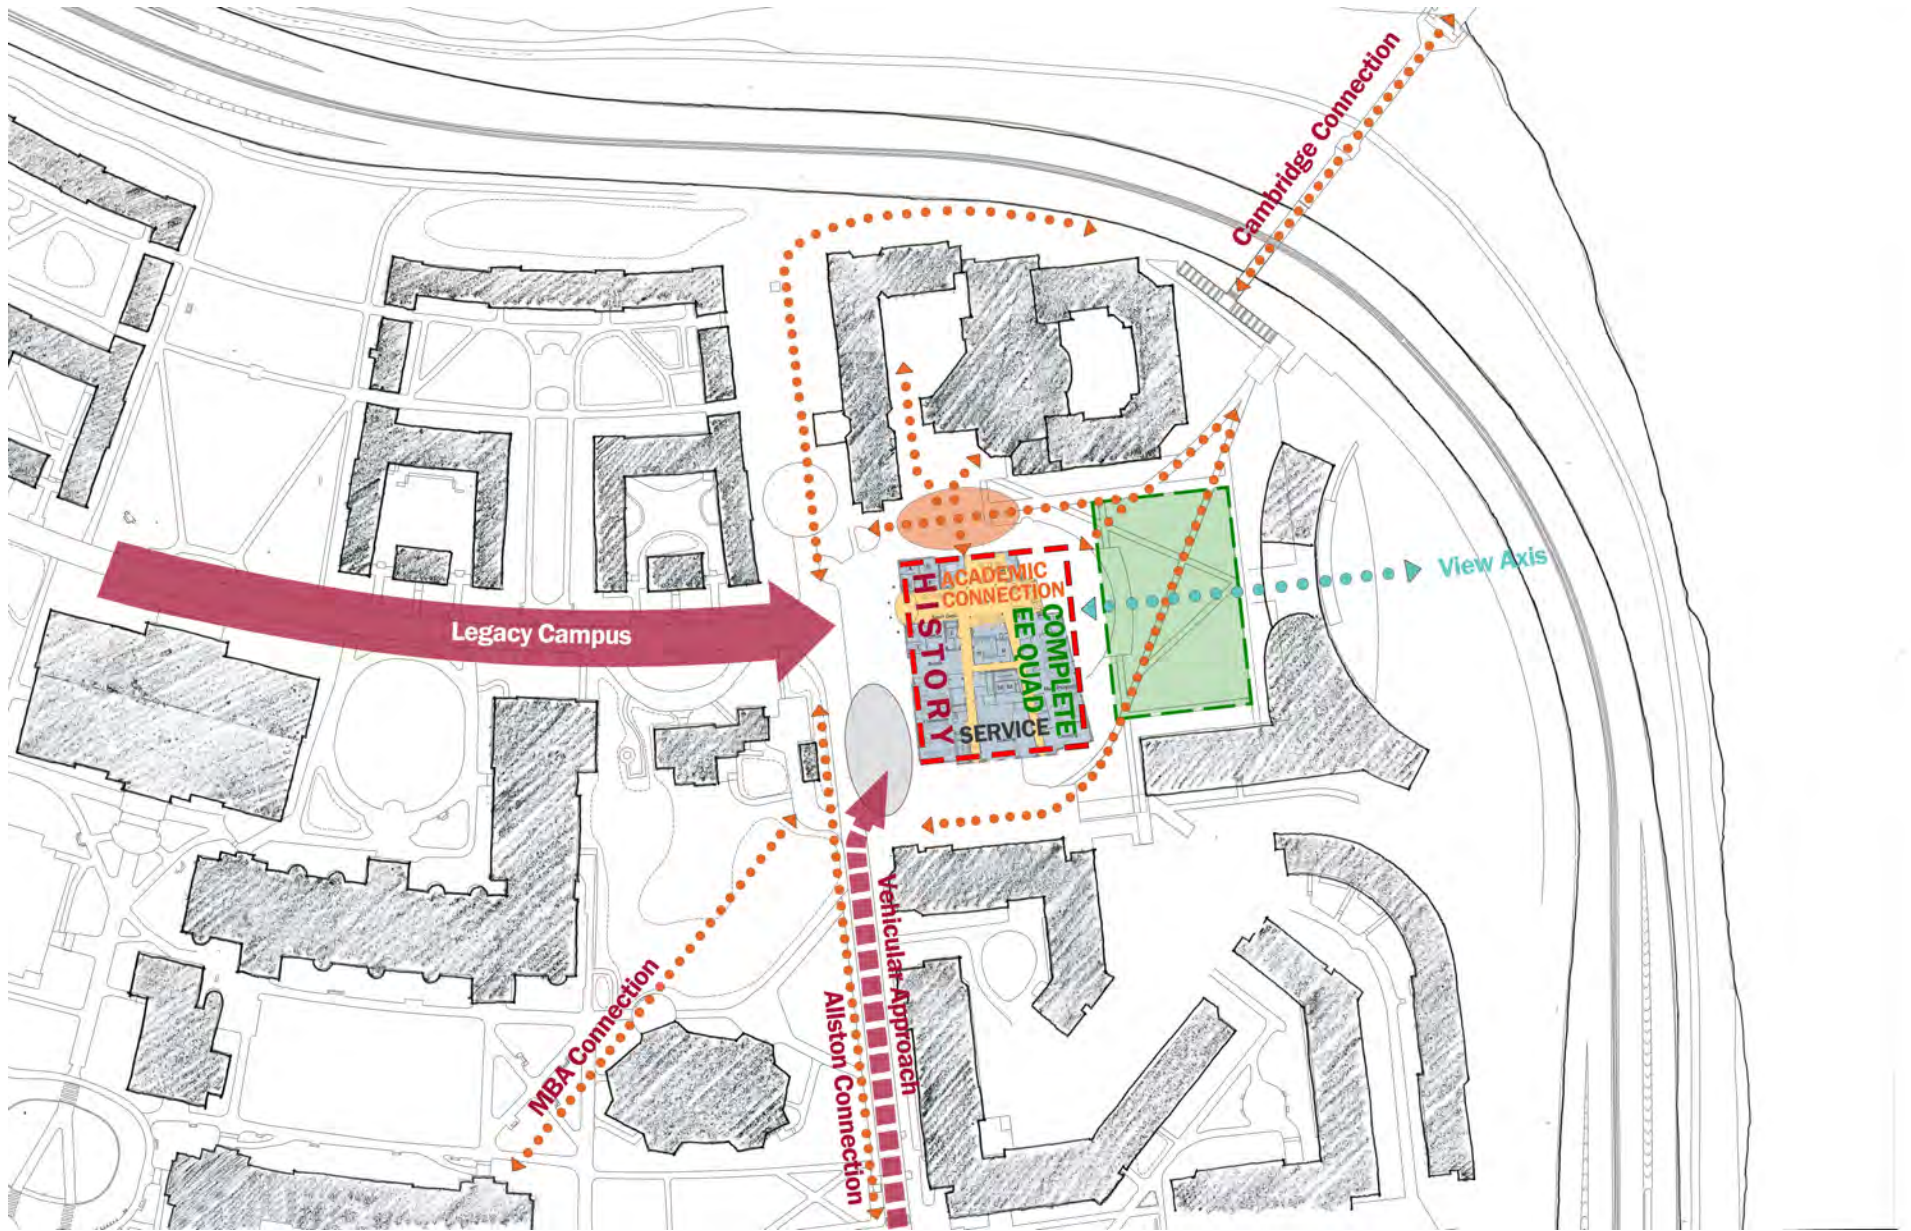 Cambridge Connection
View Axis
ACADEMIC
CONNECTION
HISTORY
COMPLETE
EE QUAD
SERVICE
Legacy Campus
Vehicular Approach
Allston Connection
MBA Connection